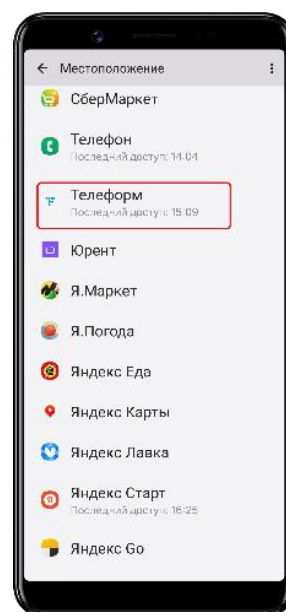 Местоположение
СберМаркет
Телефон
Последний доступ: 14:04
Телеформ
Последний доступ: 15:09
Юрент
Я.Маркет
Я.Погода
Яндекс Еда
Яндекс Карты
Яндекс Лавка
Яндекс Старт
Последний доступ: 16:25
Яндекс Go